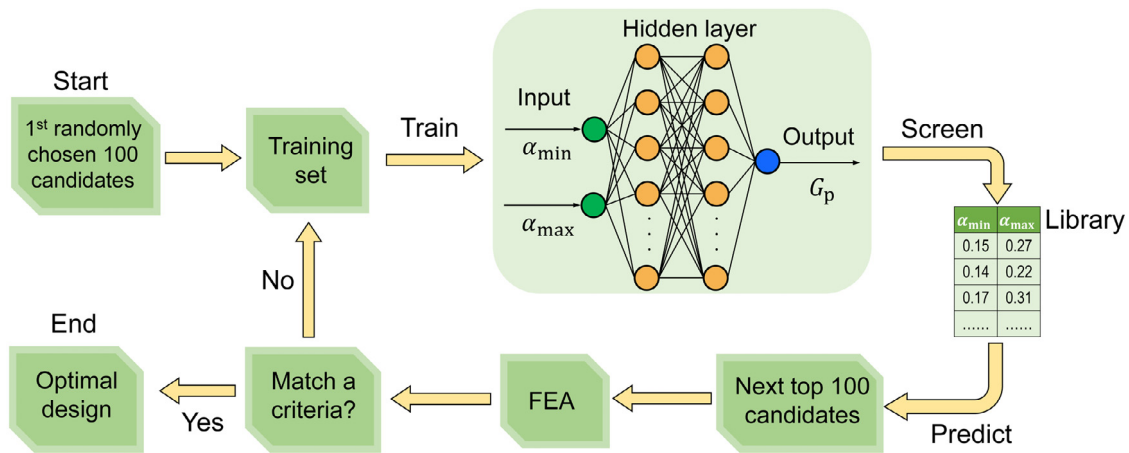 Start
1st randomly
chosen 100
candidates
Training
set
Train
Hidden layer
Input
αmin
αmax
Output
Gp
Screen
Library
αmin αmax
0.15 0.27
0.14 0.22
0.17 0.31
...... ......
Predict
Next top 100
candidates
FEA
Match a
criteria?
No
Yes
End
Optimal
design